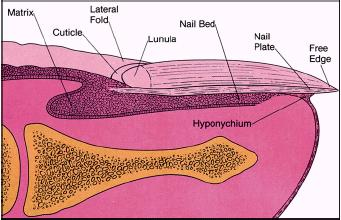 Matrix
Lateral
Fold
Cuticle
Lunula
Nail Bed
Nail
Plate
Free
Edge
Hyponychium